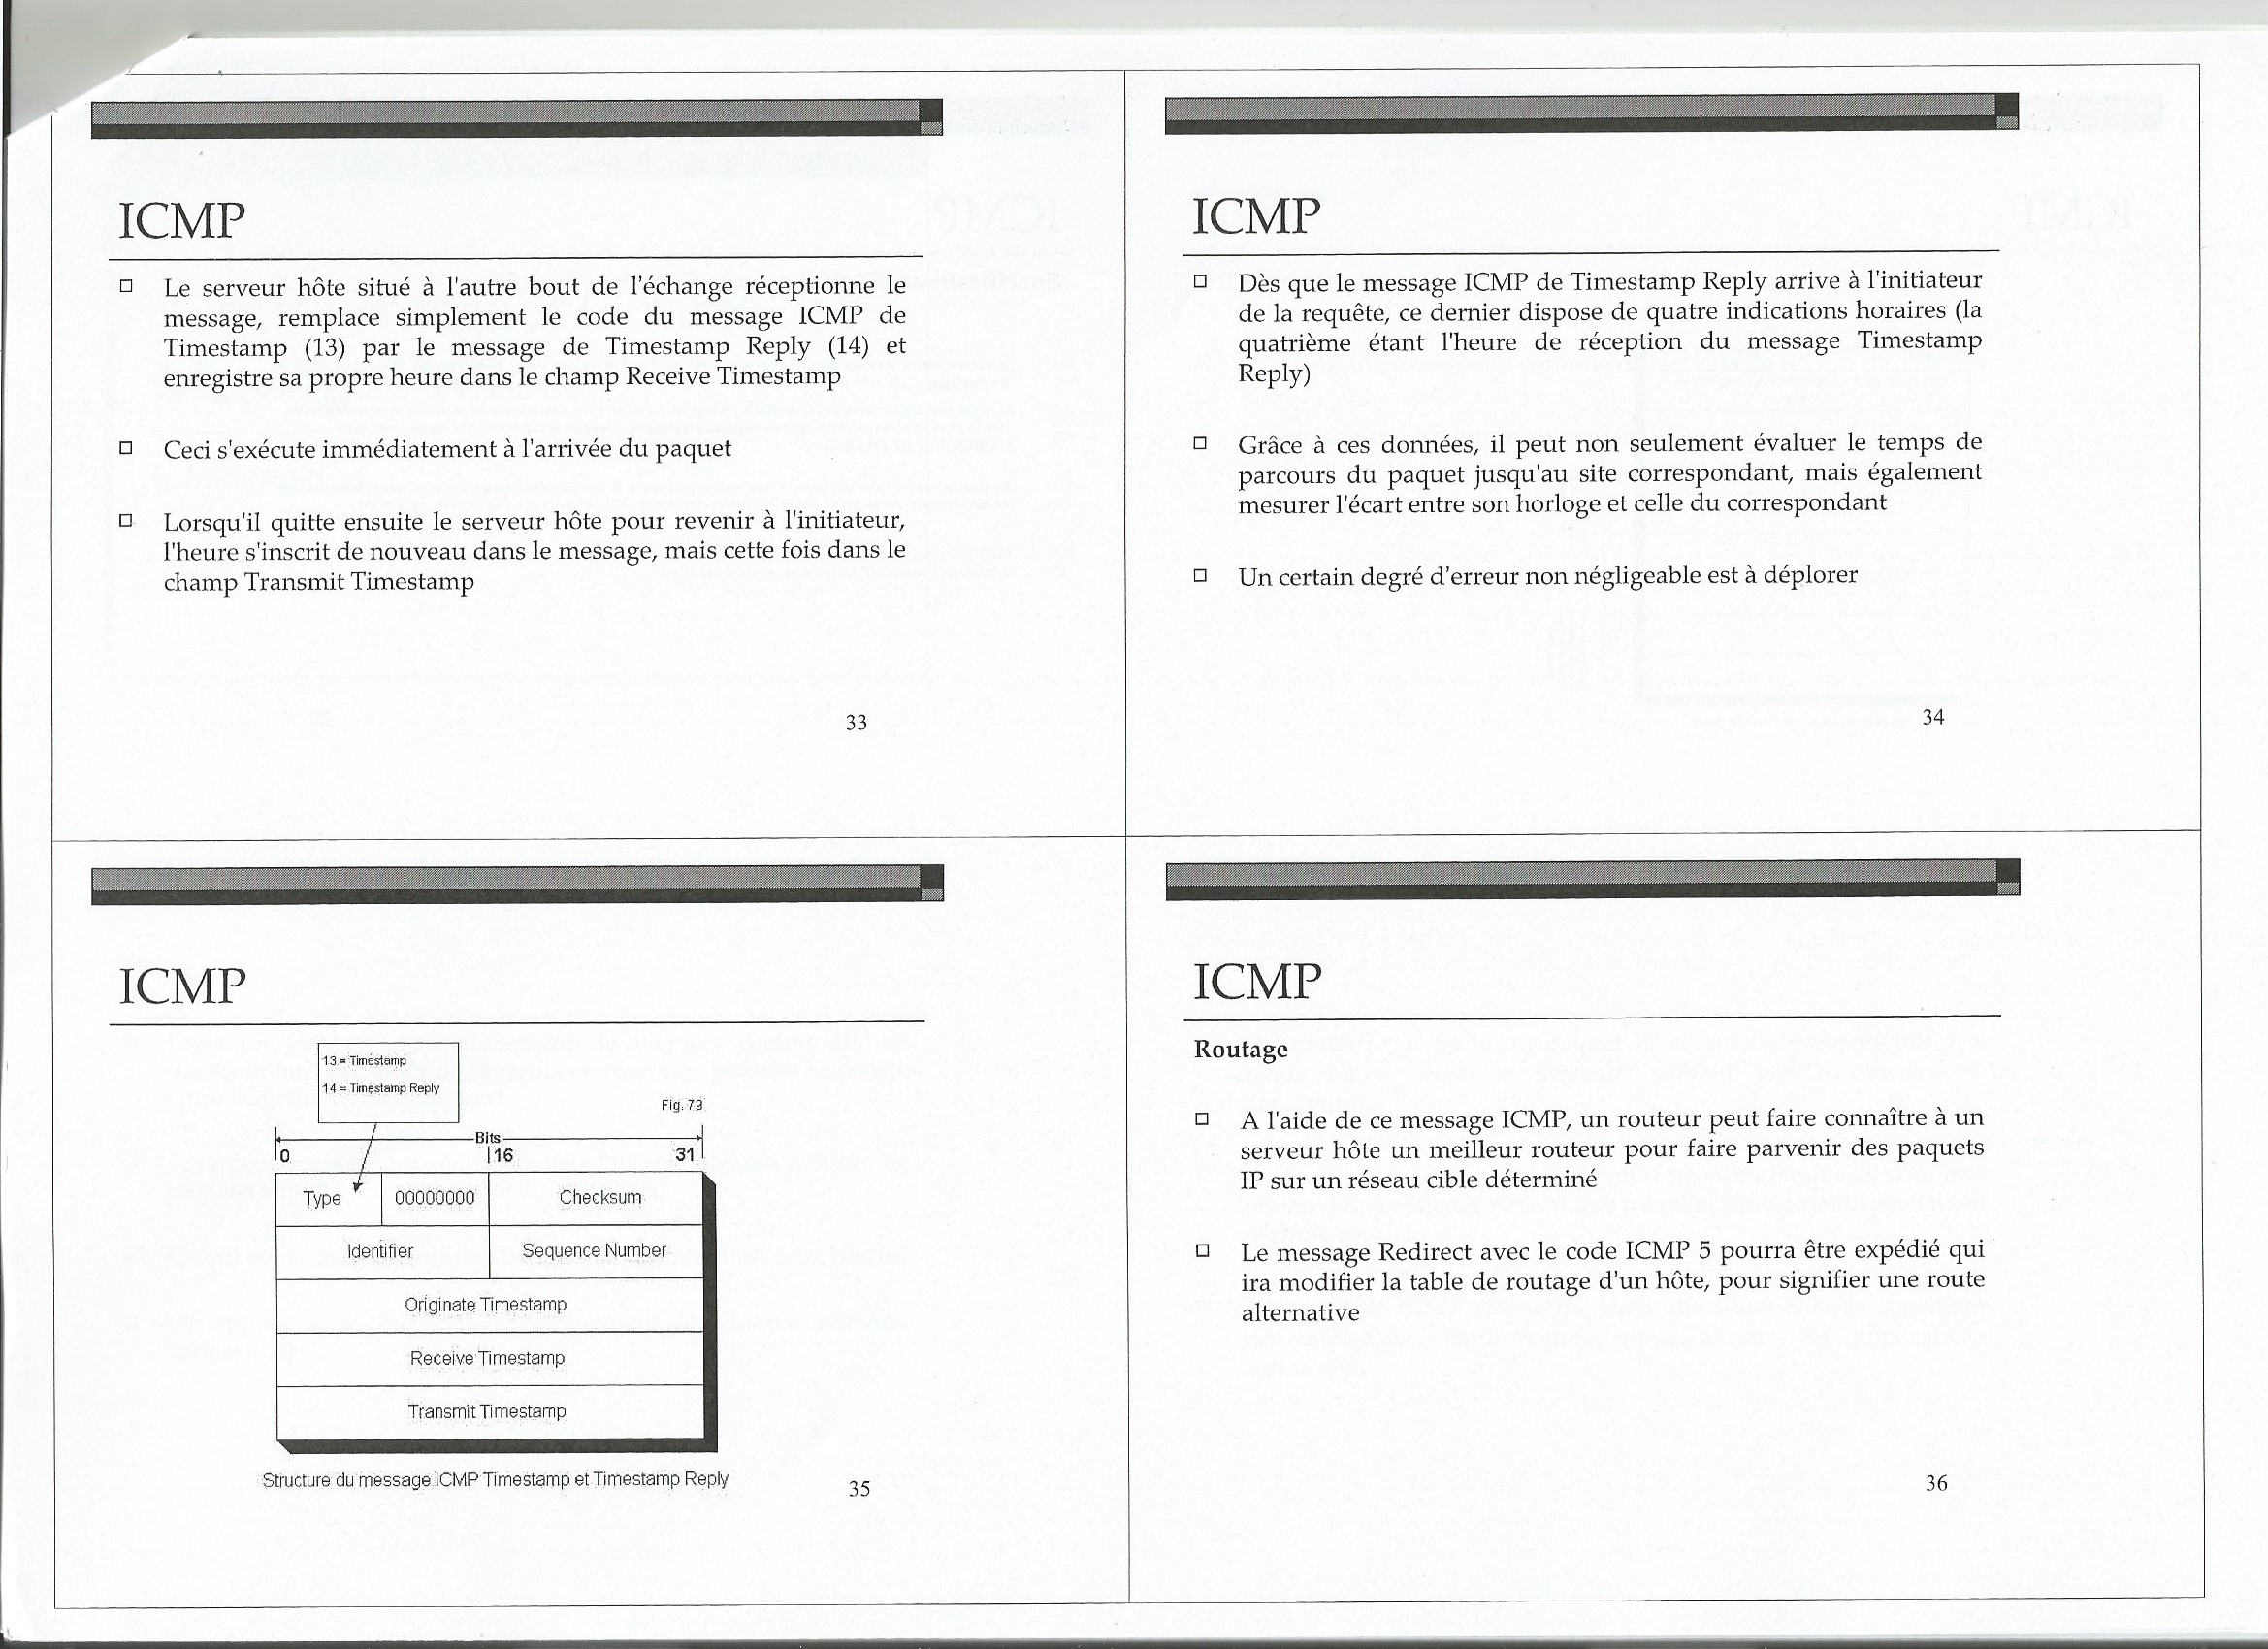 ICMP
□ Le serveur hôte situé à l'autre bout de l'échange réceptionne le
message, remplace simplement le code du message ICMP de
Timestamp (13) par le message de Timestamp Reply (14) et
enregistre sa propre heure dans le champ Receive Timestamp
□ Ceci s'exécute immédiatement à l'arrivée du paquet
□ Lorsqu'il quitte ensuite le serveur hôte pour revenir à l'initiateur,
l'heure s'inscrit de nouveau dans le message, mais cette fois dans le
champ Transmit Timestamp
33
ICMP
□ Dès que le message ICMP de Timestamp Reply arrive à l'initiateur
de la requête, ce dernier dispose de quatre indications horaires (la
quatrième étant l'heure de réception du message Timestamp
Reply)
□ Grâce à ces données, il peut non seulement évaluer le temps de
parcours du paquet jusqu'au site correspondant, mais également
mesurer l'écart entre son horloge et celle du correspondant
□ Un certain degré d'erreur non négligeable est à déplorer
34
ICMP
13 = Timestamp
14 = Timestamp Reply
Fig. 79
Bits
0 16 31
Type 00000000 Checksum
Identifier Sequence Number
Originate Timestamp
Receive Timestamp
Transmit Timestamp
Structure du message ICMP Timestamp et Timestamp Reply
35
ICMP
Routage
□ A l'aide de ce message ICMP, un routeur peut faire connaître à un
serveur hôte un meilleur routeur pour faire parvenir des paquets
IP sur un réseau cible déterminé
□ Le message Redirect avec le code ICMP 5 pourra être expédié qui
ira modifier la table de routage d'un hôte, pour signifier une route
alternative
36